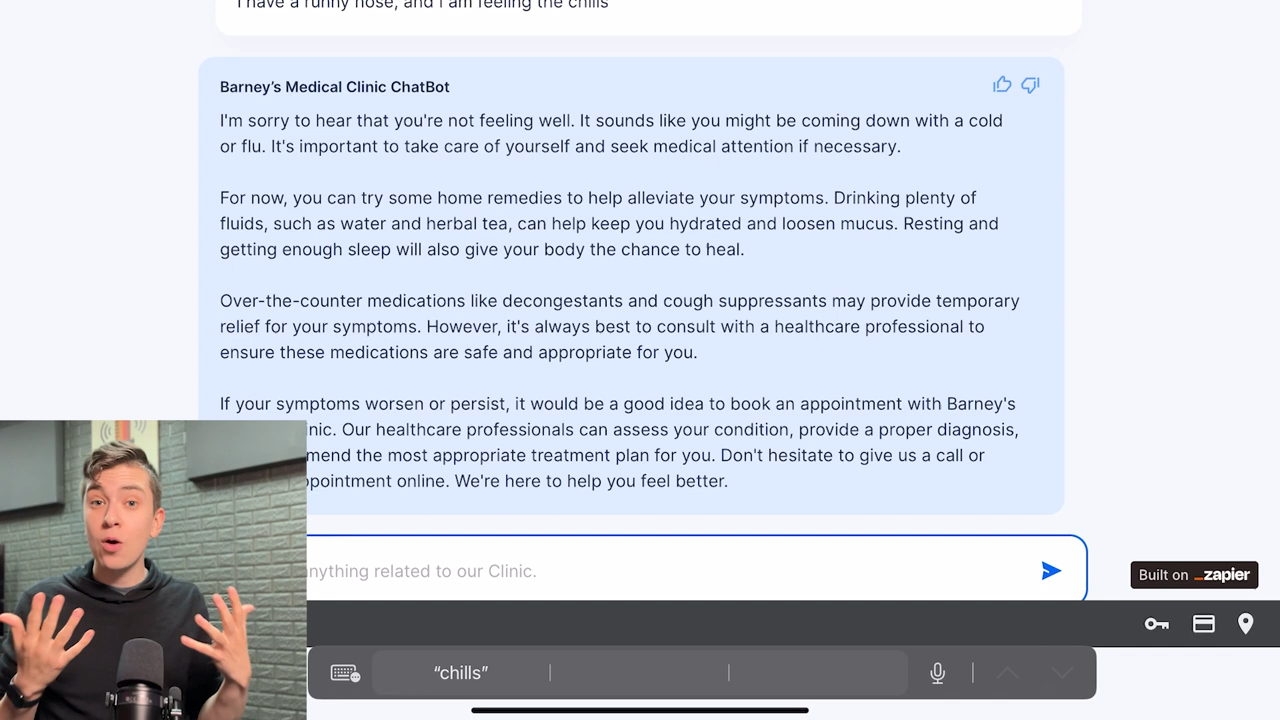 I have a runny nose, and I am feeling the chills
Barney's Medical Clinic ChatBot
I'm sorry to hear that you're not feeling well. It sounds like you might be coming down with a cold
or flu. It's important to take care of yourself and seek medical attention if necessary.
For now, you can try some home remedies to help alleviate your symptoms. Drinking plenty of
fluids, such as water and herbal tea, can help keep you hydrated and loosen mucus. Resting and
getting enough sleep will also give your body the chance to heal.
Over-the-counter medications like decongestants and cough suppressants may provide temporary
relief for your symptoms. However, it's always best to consult with a healthcare professional to
ensure these medications are safe and appropriate for you.
If your symptoms worsen or persist, it would be a good idea to book an appointment with Barney's
inic. Our healthcare professionals can assess your condition, provide a proper diagnosis,
mend the most appropriate treatment plan for you. Don't hesitate to give us a call or
ppointment online. We're here to help you feel better.
nything related to our Clinic.
Built on _zapier
“chills”